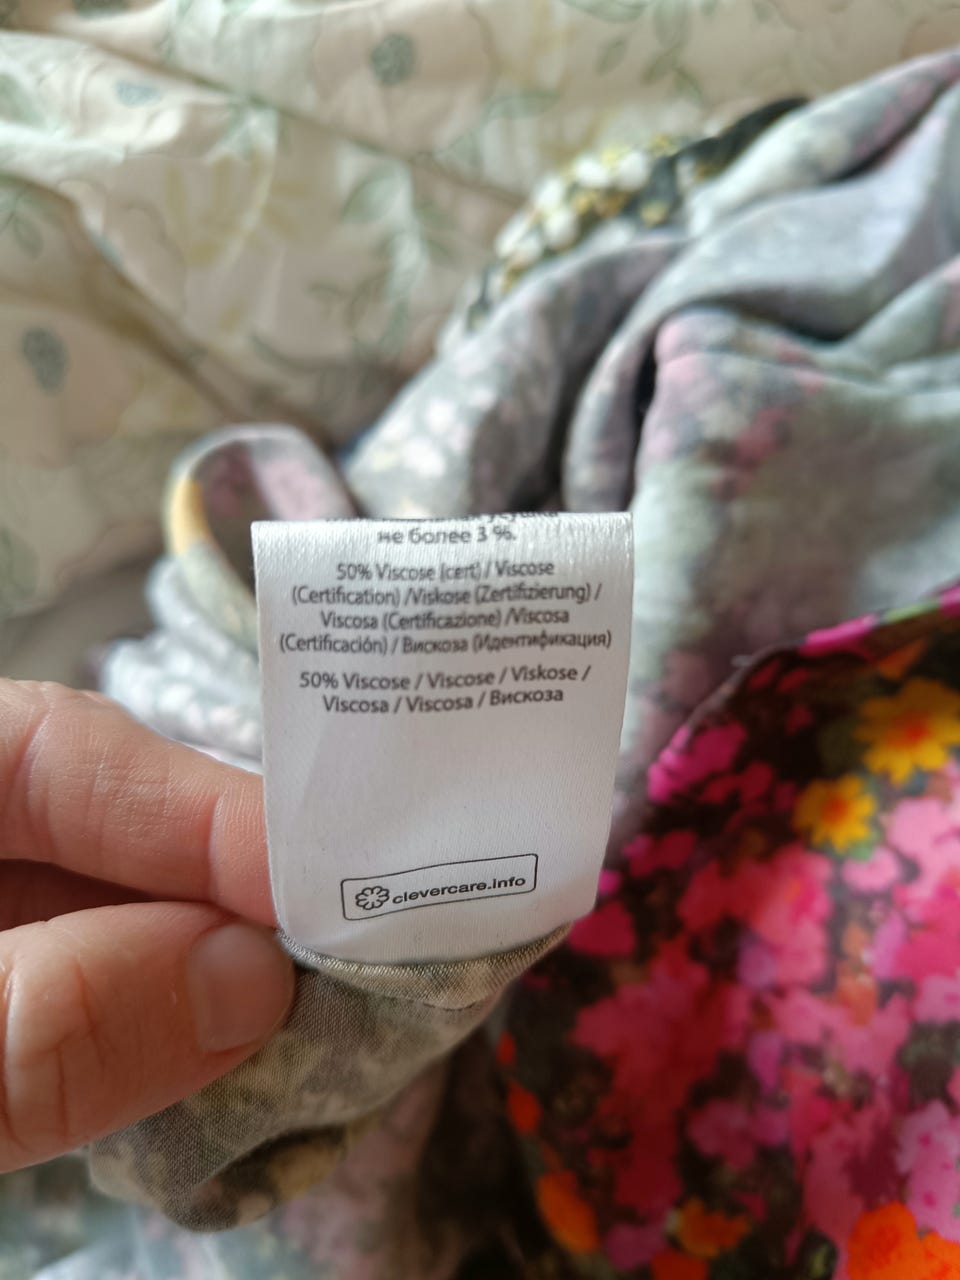 не более 3 %.
50% Viscose (cert) / Viscose
(Certification) /Viskose (Zertifizierung) /
Viscosa (Certificazione) /Viscosa
(Certificación) / Вискоза (Идентификация)
50% Viscose / Viscose / Viskose /
Viscosa / Viscosa / Вискоза
clevercare.info